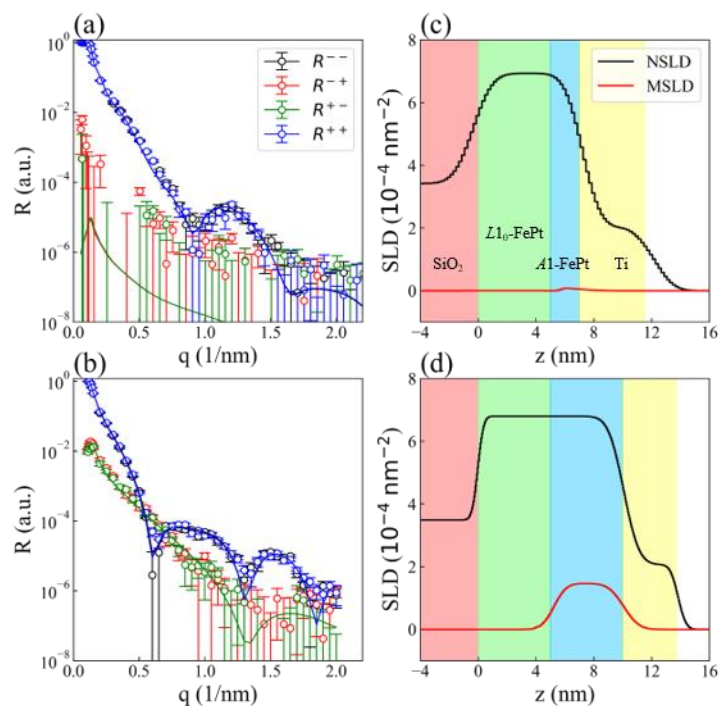 (a)
10⁰
10⁻²
10⁻⁴
10⁻⁶
10⁻⁸
R (a.u.)
R⁻⁻
R⁻⁺
R⁺⁻
R⁺⁺
0.0 0.5 1.0 1.5 2.0
q (1/nm)
(c)
8
6
4
2
0
SLD (10⁻⁴ nm⁻²)
NSLD
MSLD
L1₀-FePt
SiO₂ A1-FePt Ti
-4 0 4 8 12 16
z (nm)
(b)
10⁰
10⁻²
10⁻⁴
10⁻⁶
10⁻⁸
R (a.u.)
0.0 0.5 1.0 1.5 2.0
q (1/nm)
(d)
8
6
4
2
0
SLD (10⁻⁴ nm⁻²)
-4 0 4 8 12 16
z (nm)